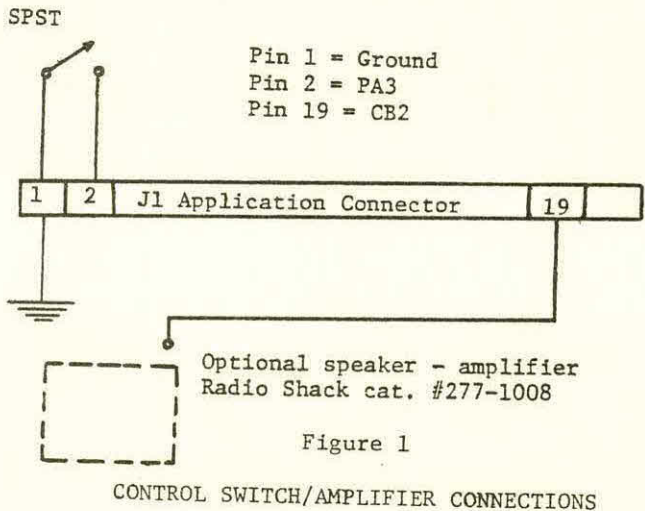 SPST
Pin 1 = Ground
Pin 2 = PA3
Pin 19 = CB2
1 2 J1 Application Connector 19
Optional speaker - amplifier
Radio Shack cat. #277-1008
Figure 1
CONTROL SWITCH/AMPLIFIER CONNECTIONS